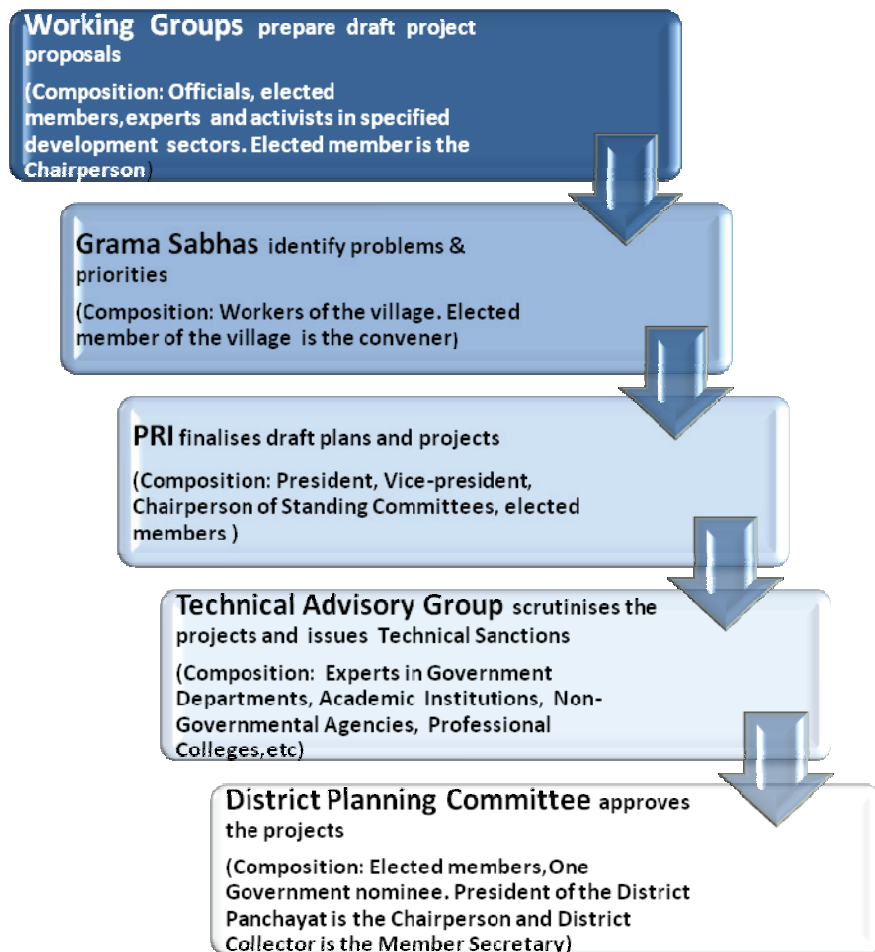 Working Groups prepare draft project
proposals
(Composition: Officials, elected
members,experts and activists in specified
development sectors. Elected member is the
Chairperson)
Grama Sabhas identify problems &
priorities
(Composition: Workers of the village. Elected
member of the village is the convener)
PRI finalises draft plans and projects
(Composition: President, Vice-president,
Chairperson of Standing Committees, elected
members )
Technical Advisory Group scrutinises the
projects and issues Technical Sanctions
(Composition: Experts in Government
Departments, Academic Institutions, Non-
Governmental Agencies, Professional
Colleges,etc)
District Planning Committee approves
the projects
(Composition: Elected members,One
Government nominee. President of the District
Panchayat is the Chairperson and District
Collector is the Member Secretary)